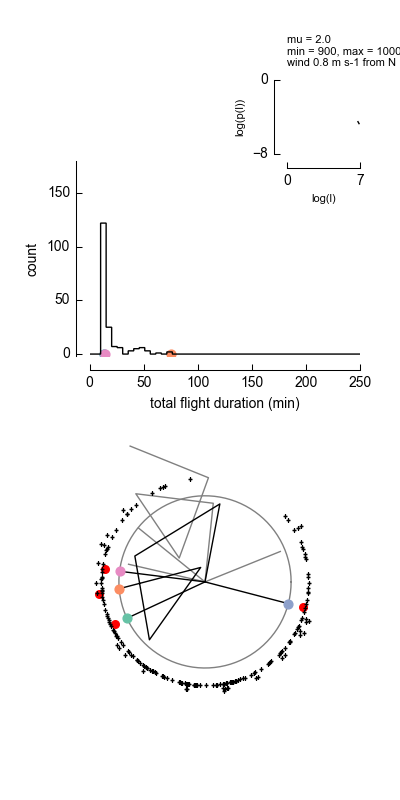 mu = 2.0
min = 900, max = 1000
wind 0.8 m s-1 from N
0
log(p(l))
−8
0 7
log(l)
150
100
50
0
count
0 50 100 150 200 250
total flight duration (min)